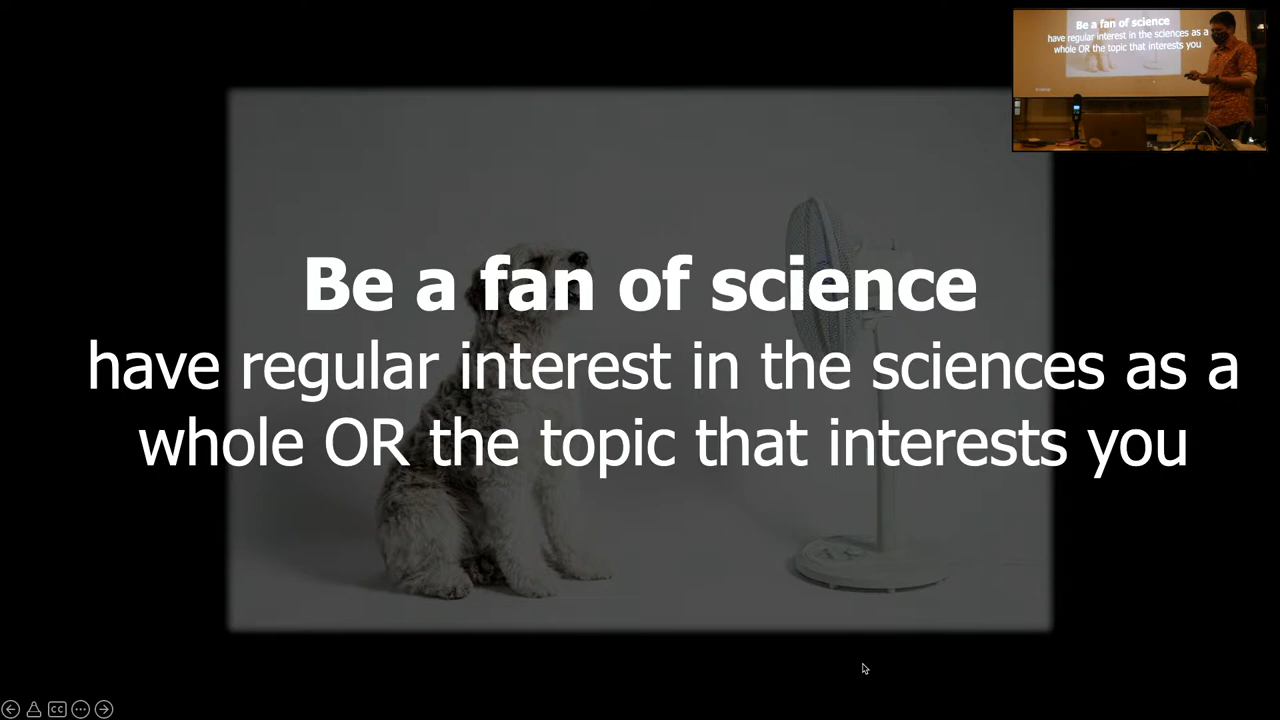 Be a fan of science
have regular interest in the sciences as a
whole OR the topic that interests you
Be a fan of science
have regular interest in the sciences as a
whole OR the topic that interests you
CC